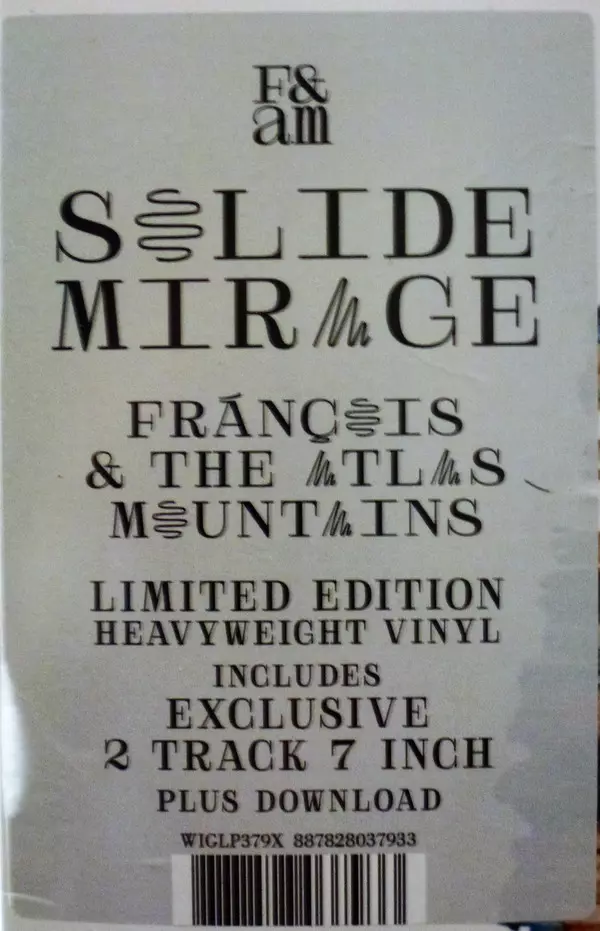 F&
am
SOLIDE
MIRAGE
FRÁNÇOIS
& THE ATLAS
MOUNTAINS
LIMITED EDITION
HEAVYWEIGHT VINYL
INCLUDES
EXCLUSIVE
2 TRACK 7 INCH
PLUS DOWNLOAD
WIGLP379X 887828037933